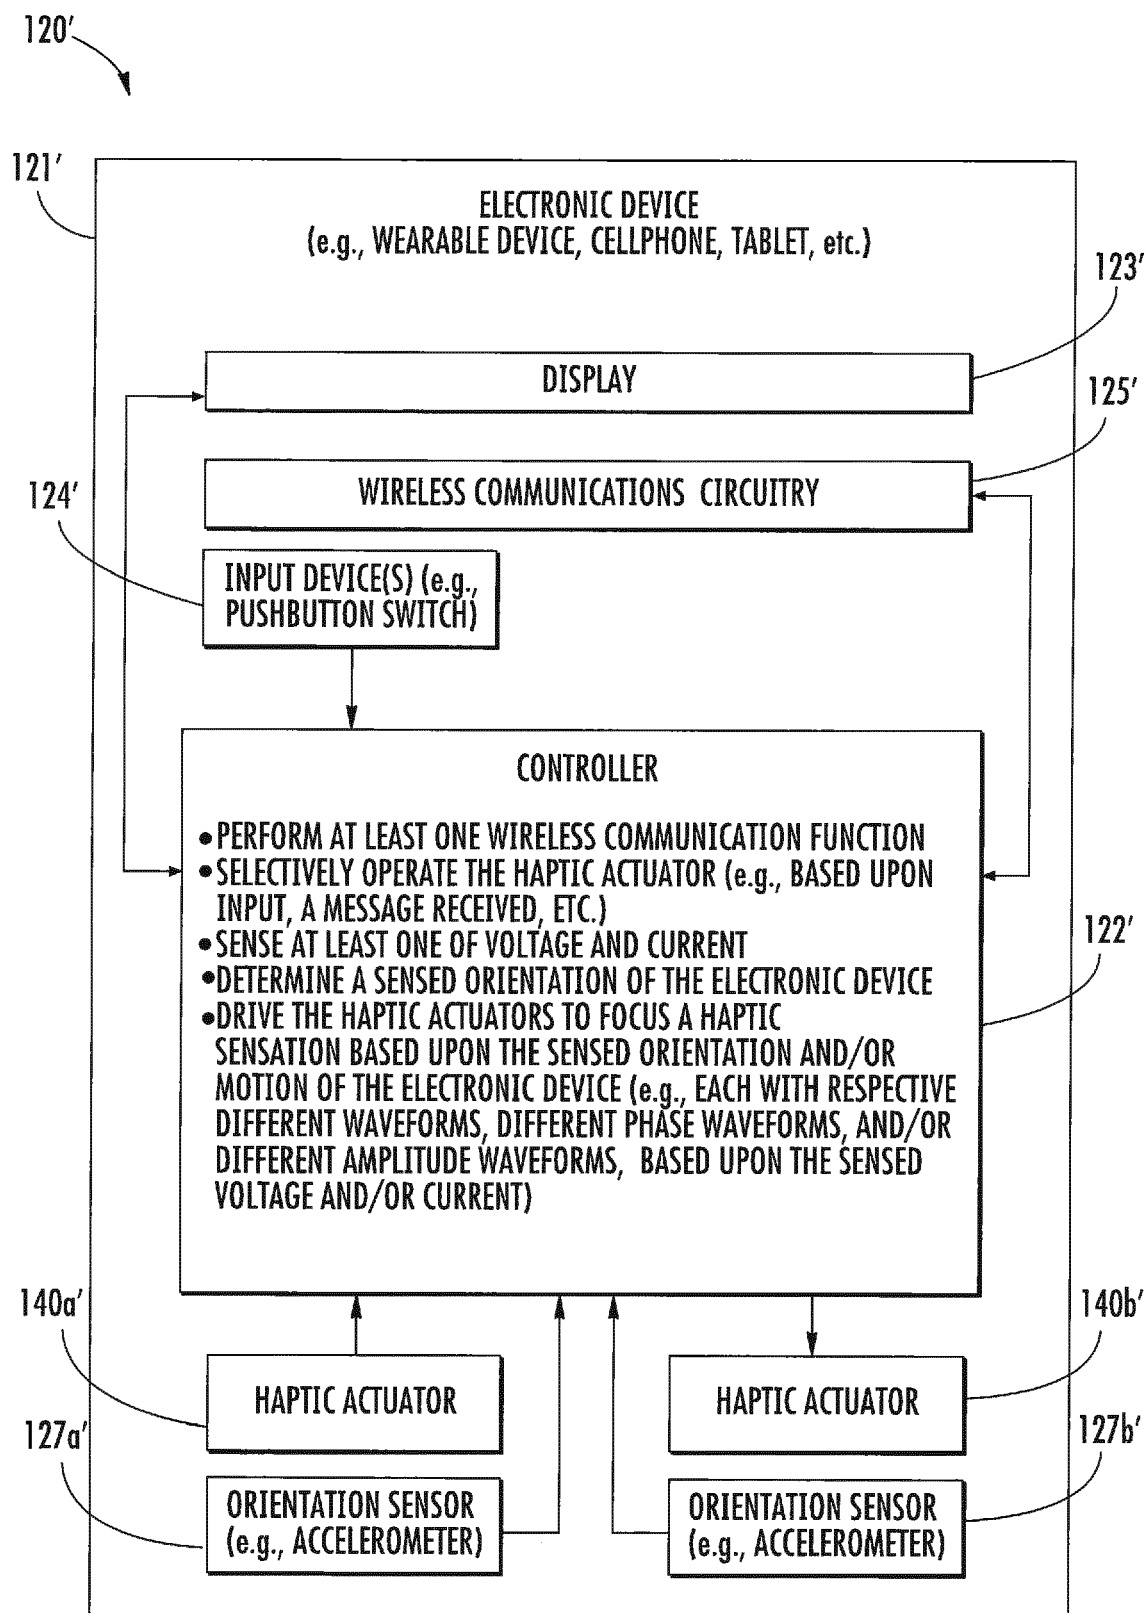 120'
121'
ELECTRONIC DEVICE
(e.g., WEARABLE DEVICE, CELLPHONE, TABLET, etc.)
123'
DISPLAY
125'
WIRELESS COMMUNICATIONS CIRCUITRY
124'
INPUT DEVICE(S) (e.g.,
PUSHBUTTON SWITCH)
CONTROLLER
•PERFORM AT LEAST ONE WIRELESS COMMUNICATION FUNCTION
•SELECTIVELY OPERATE THE HAPTIC ACTUATOR (e.g., BASED UPON
INPUT, A MESSAGE RECEIVED, ETC.)
•SENSE AT LEAST ONE OF VOLTAGE AND CURRENT
•DETERMINE A SENSED ORIENTATION OF THE ELECTRONIC DEVICE
•DRIVE THE HAPTIC ACTUATORS TO FOCUS A HAPTIC
SENSATION BASED UPON THE SENSED ORIENTATION AND/OR
MOTION OF THE ELECTRONIC DEVICE (e.g., EACH WITH RESPECTIVE
DIFFERENT WAVEFORMS, DIFFERENT PHASE WAVEFORMS, AND/OR
DIFFERENT AMPLITUDE WAVEFORMS, BASED UPON THE SENSED
VOLTAGE AND/OR CURRENT)
122'
140a'
140b'
HAPTIC ACTUATOR
HAPTIC ACTUATOR
127a'
127b'
ORIENTATION SENSOR
(e.g., ACCELEROMETER)
ORIENTATION SENSOR
(e.g., ACCELEROMETER)